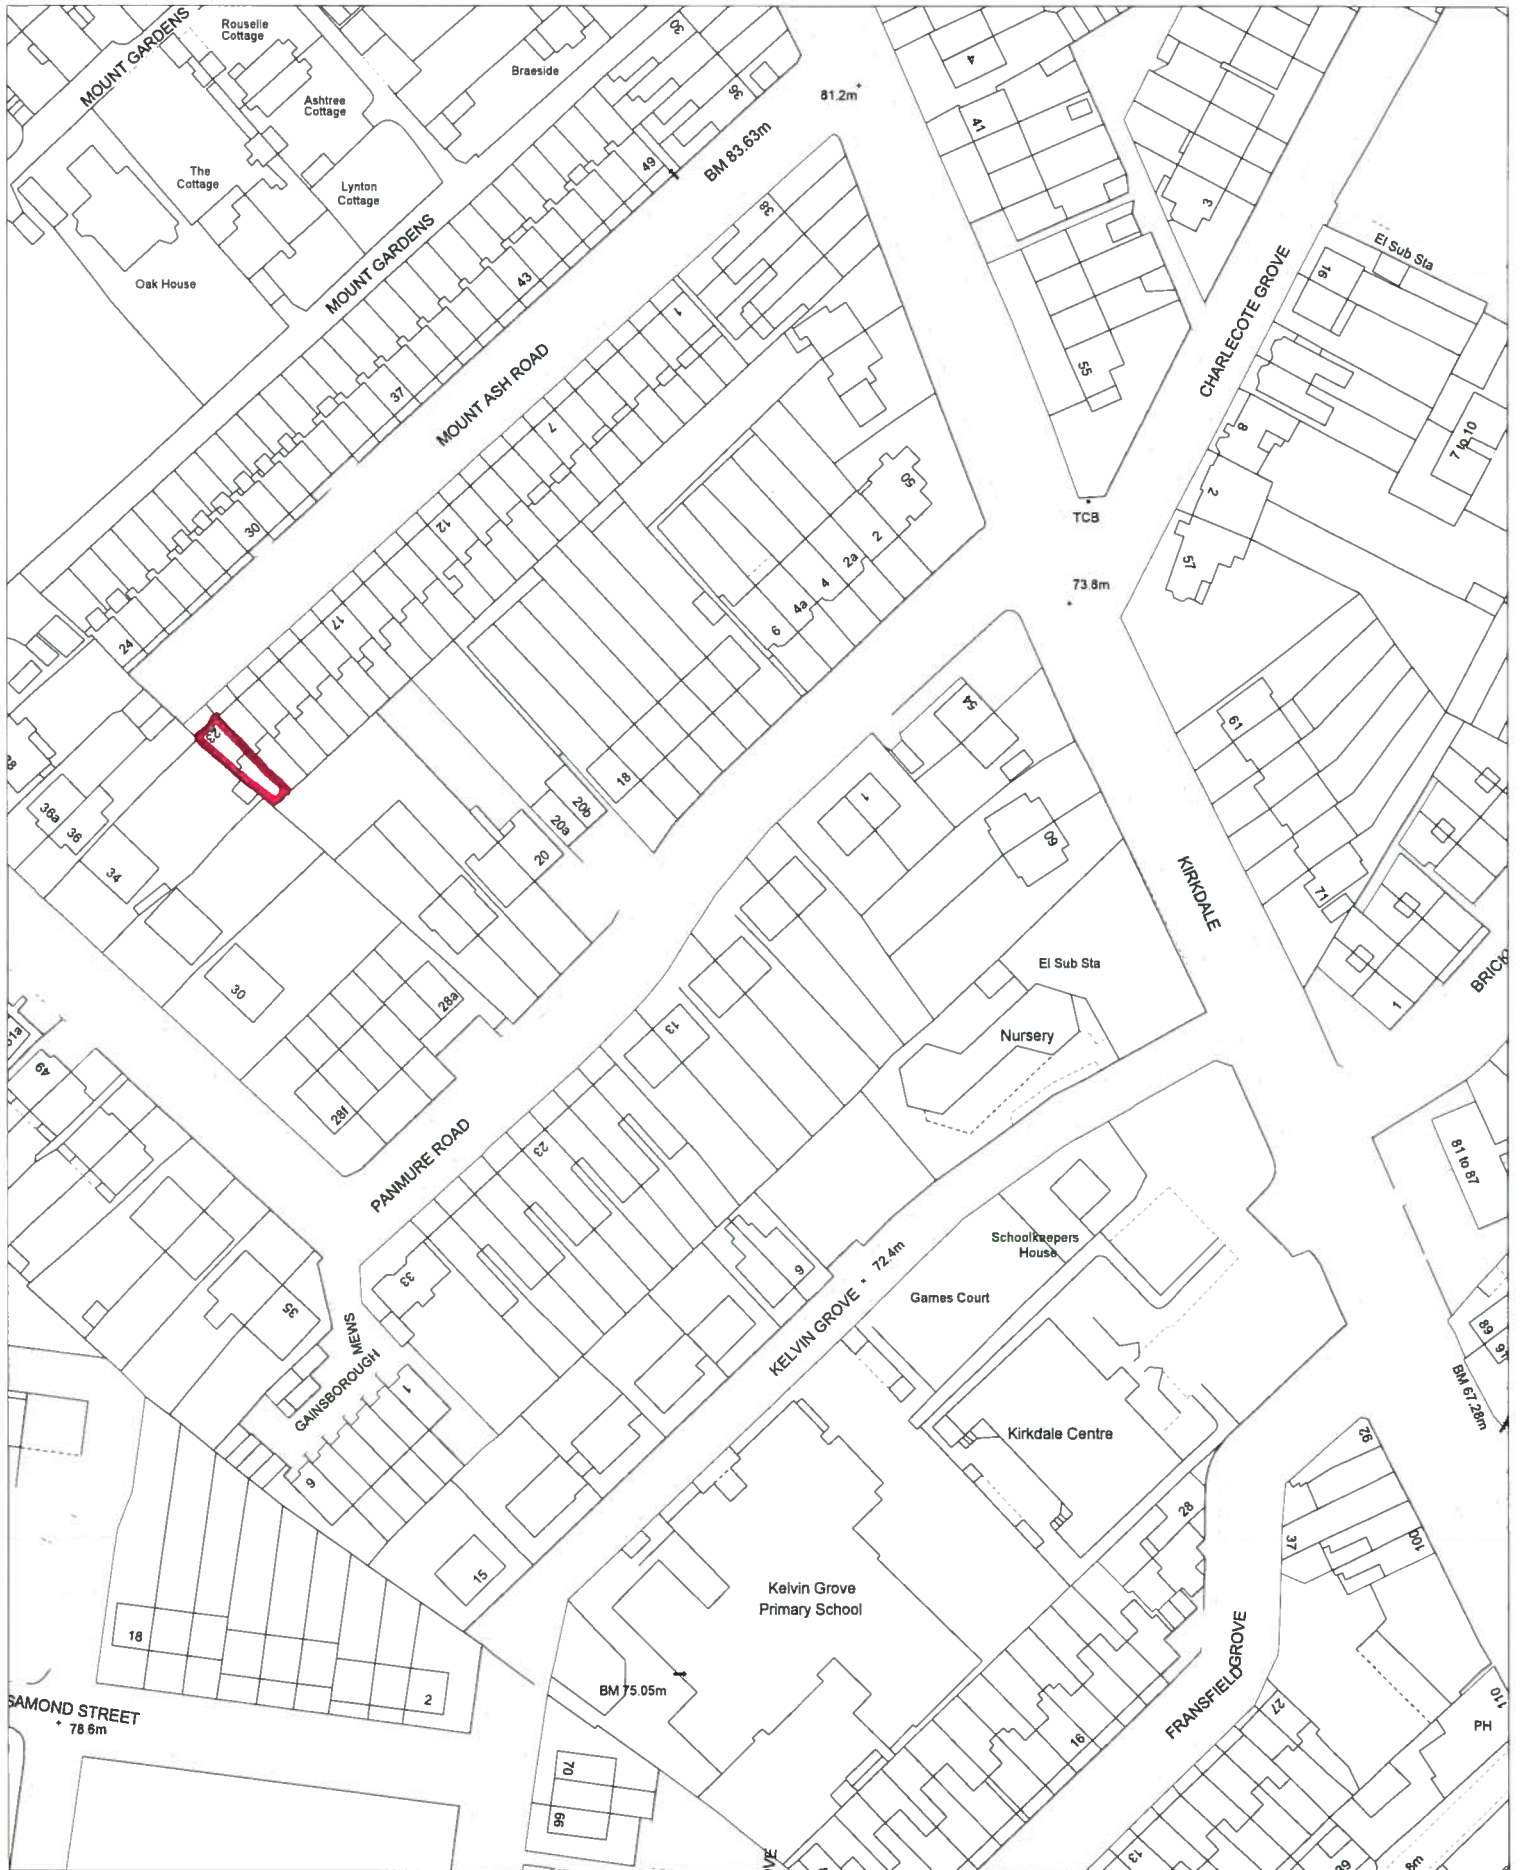 MOUNT GARDENS
Rouselle
Cottage
Ashtree
Cottage
Braeside
30
36
81.2m
4
41
3
The
Cottage
Lynton
Cottage
49
BM 83.63m
38
Oak House
MOUNT GARDENS
43
El Sub Sta
16
CHARLECOTE GROVE
1
MOUNT ASH ROAD
37
55
7
8
7 to 10
12
50
2
30
TCB
2
2a
57
4
73.8m
4a
6
17
24
23
54
61
18
36a
36
1
20b
20a
34
20
60
71
KIRKDALE
El Sub Sta
30
28a
BRICK
1
13
Nursery
51a
49
28f
PANMURE ROAD
23
81 to 87
Schoolkeepers
House
72.4m
9
33
Games Court
35
KELVIN GROVE
GAINSBOROUGH
MEWS
89
91
BM 67.28m
1
Kirkdale Centre
92
9
28
37
100
15
Kelvin Grove
Primary School
18
FRANSFIELD GROVE
2
BM 75.05m
SAMOND STREET
78.6m
27
110
PH
16
70
66
13
69
8m
VE